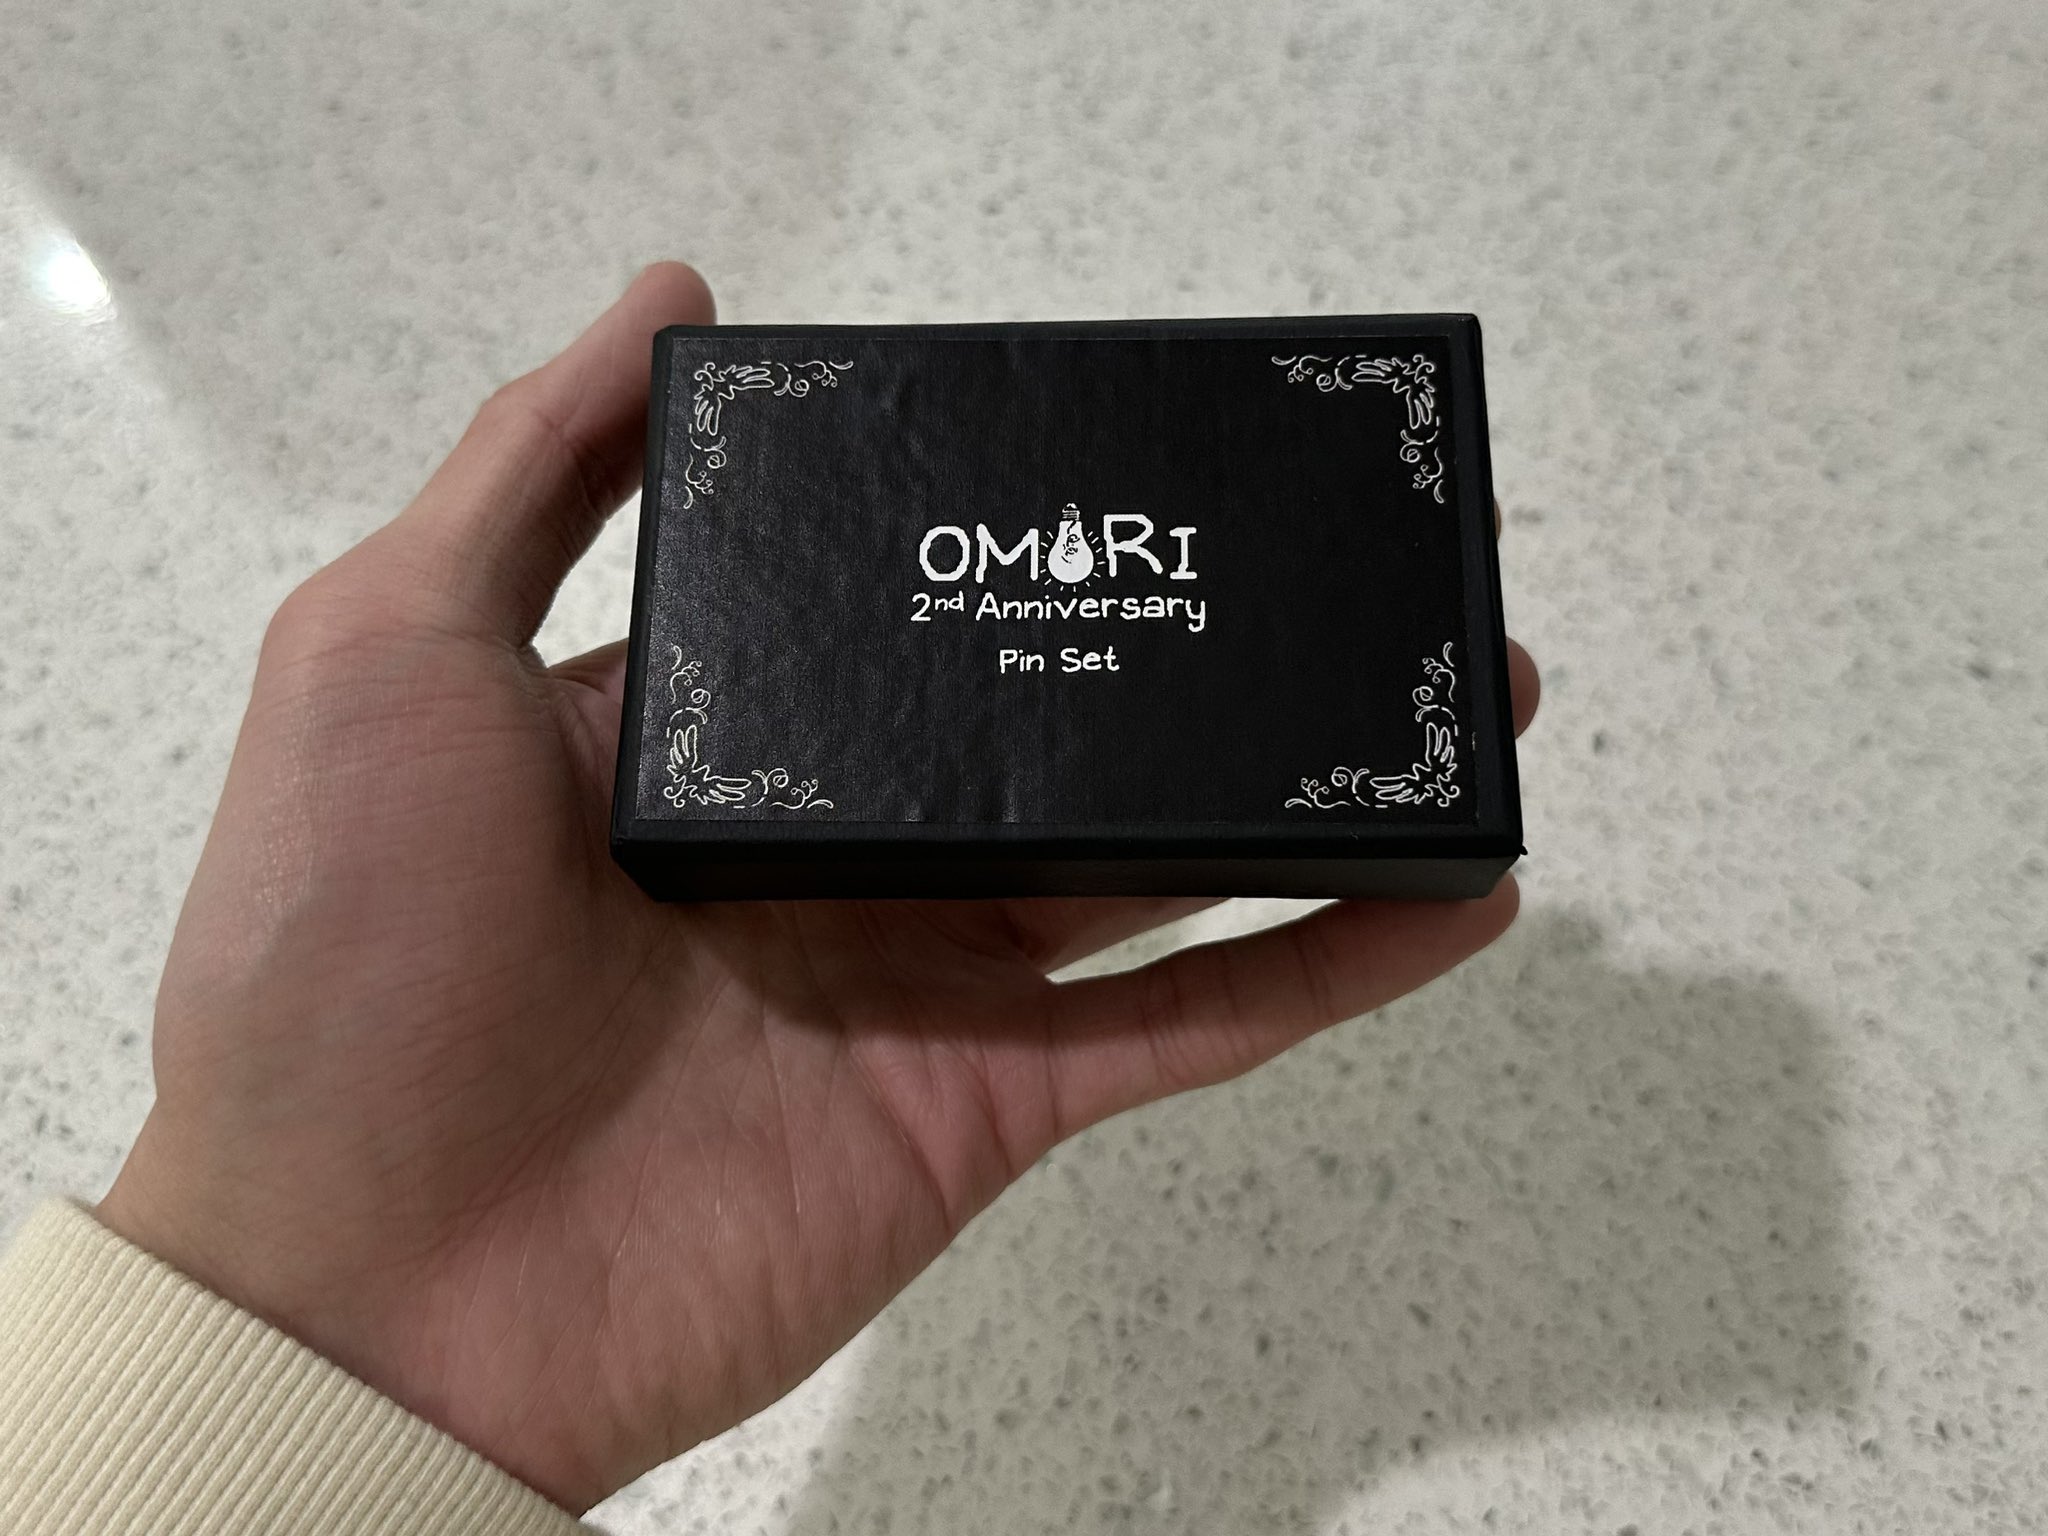 OMORI
2nd Anniversary
Pin Set